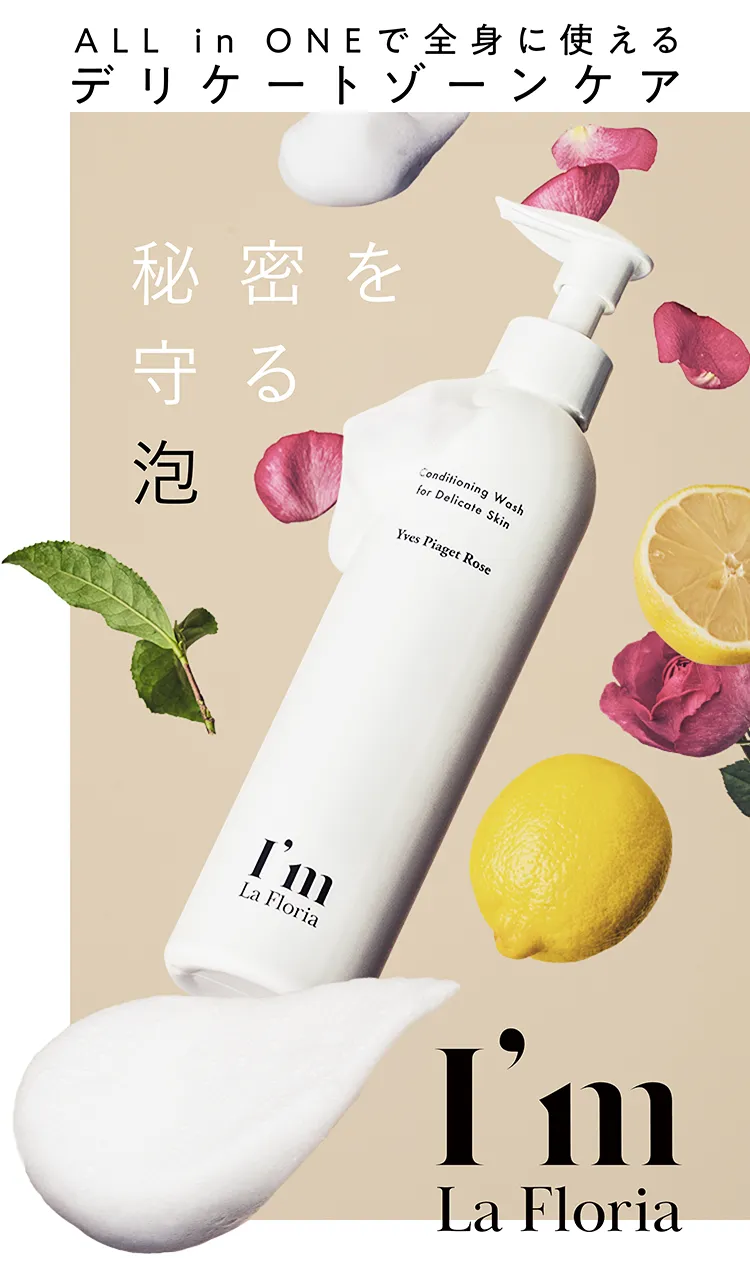 ALL in ONEで全身に使える
デリケートゾーンケア
秘密を
守る
泡
Conditioning Wash
for Delicate Skin
Yves Piaget Rose
I'm
La Floria
I'm
La Floria